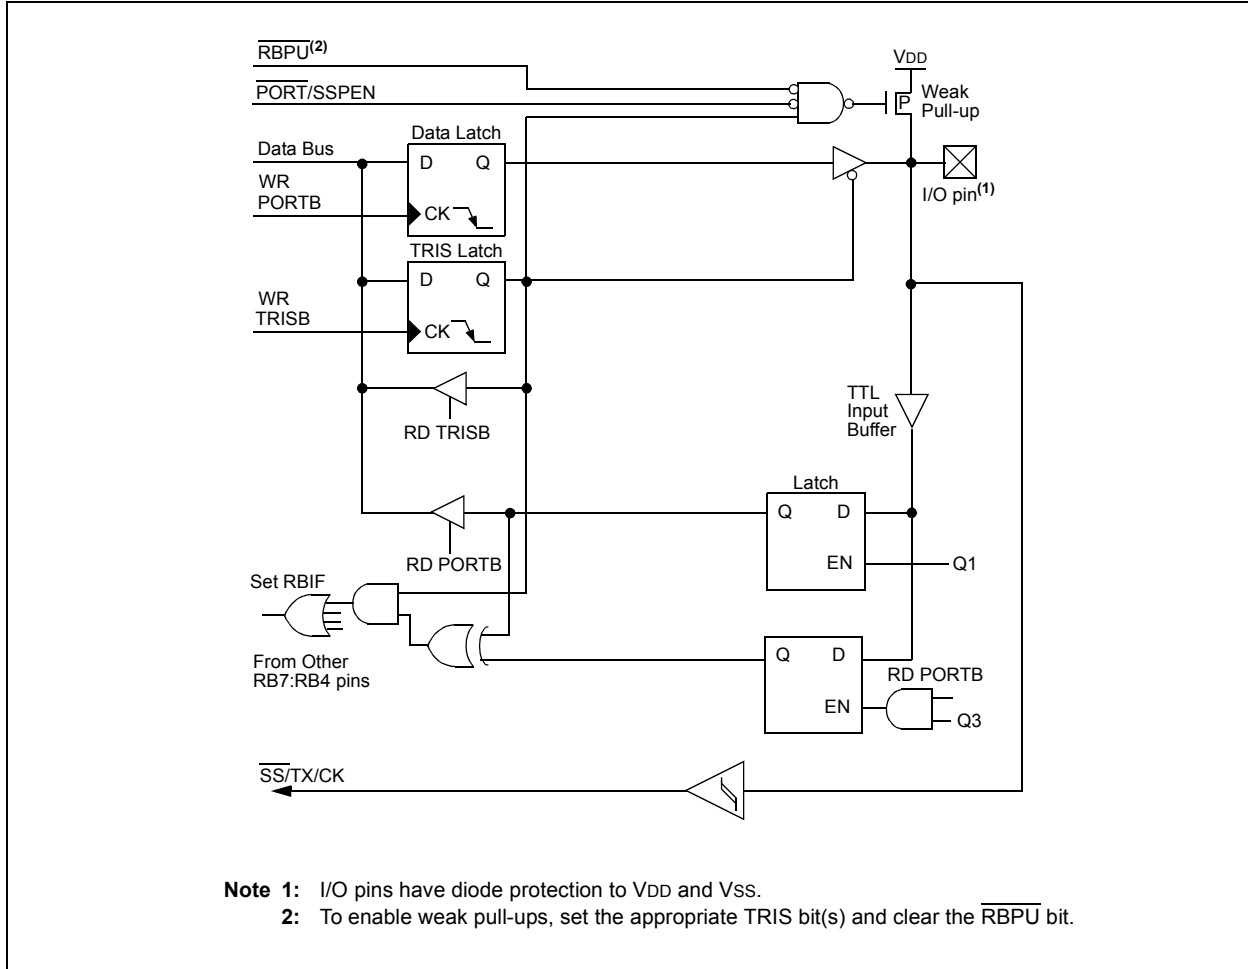 RBPU(2)
VDD
PORT/SSPEN
P
Weak
Pull-up
Data Latch
Data Bus
D Q
WR
PORTB
CK
I/O pin(1)
TRIS Latch
D Q
WR
TRISB
CK
TTL
Input
Buffer
RD TRISB
Latch
Q D
EN
Q1
RD PORTB
Set RBIF
From Other
RB7:RB4 pins
Q D
RD PORTB
EN
Q3
SS/TX/CK
Note 1: I/O pins have diode protection to VDD and VSS.
2: To enable weak pull-ups, set the appropriate TRIS bit(s) and clear the RBPU bit.